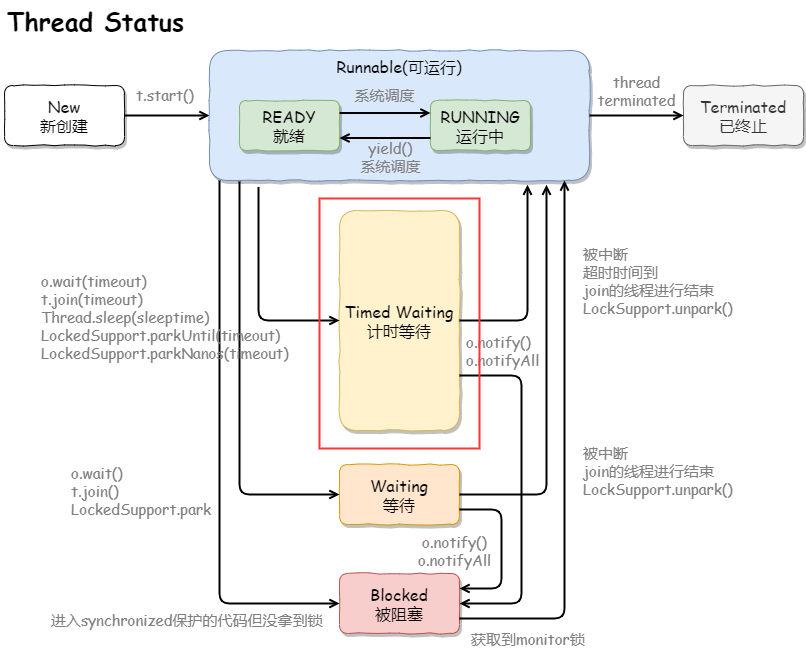 Thread Status
Runnable(可运行)
New
新创建
t.start()
READY
就绪
系统调度
yield()
系统调度
RUNNING
运行中
thread
terminated
Terminated
已终止
o.wait(timeout)
t.join(timeout)
Thread.sleep(sleeptime)
LockedSupport.parkUntil(timeout)
LockedSupport.parkNanos(timeout)
Timed Waiting
计时等待
被中断
超时时间到
join的线程进行结束
LockSupport.unpark()
o.notify()
o.notifyAll
o.wait()
t.join()
LockedSupport.park
Waiting
等待
被中断
join的线程进行结束
LockSupport.unpark()
o.notify()
o.notifyAll
Blocked
被阻塞
进入synchronized保护的代码但没拿到锁
获取到monitor锁